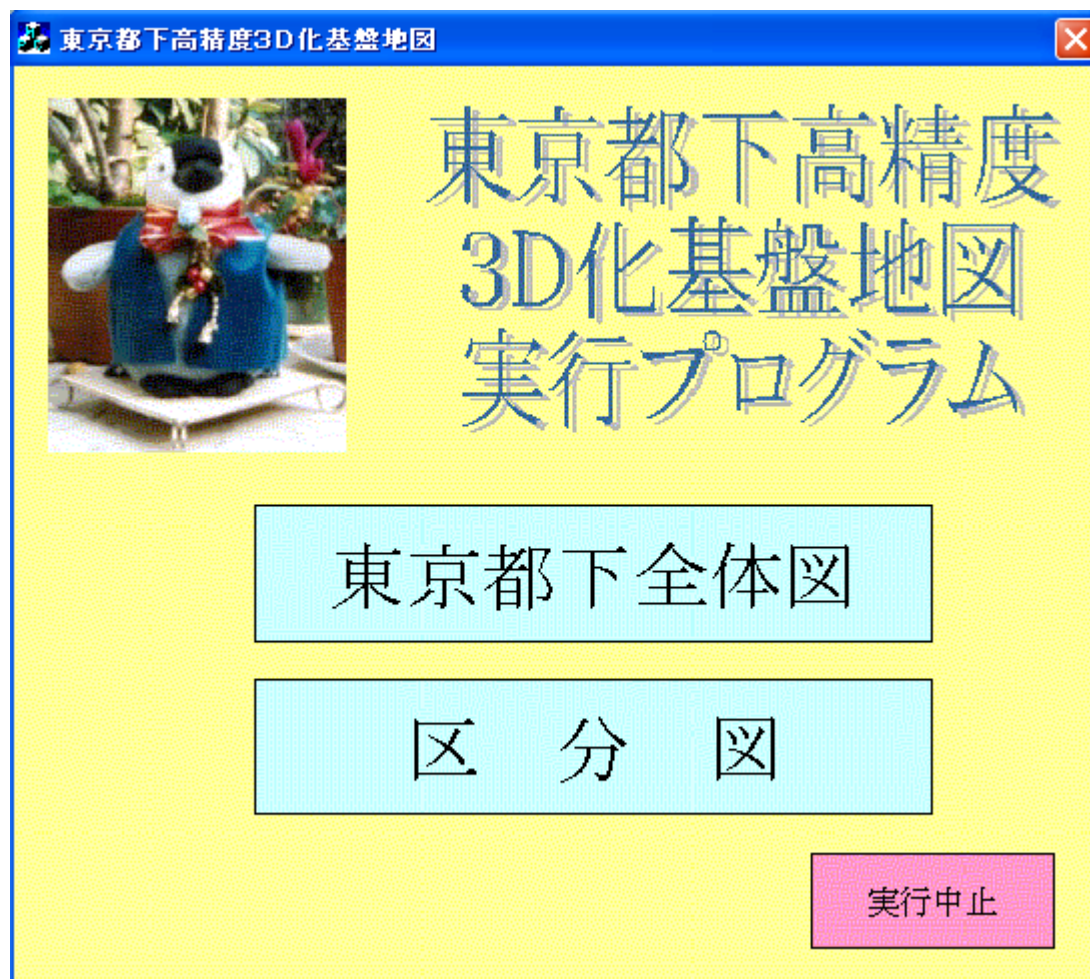 東京都下高精度3D化基盤地図
東京都下高精度
3D化基盤地図
実行プログラム
東京都下全体図
区 分 図
実行中止